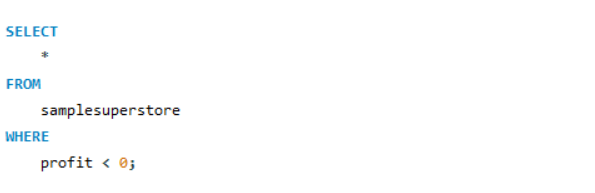 SELECT
*
FROM
samplesuperstore
WHERE
profit < 0;